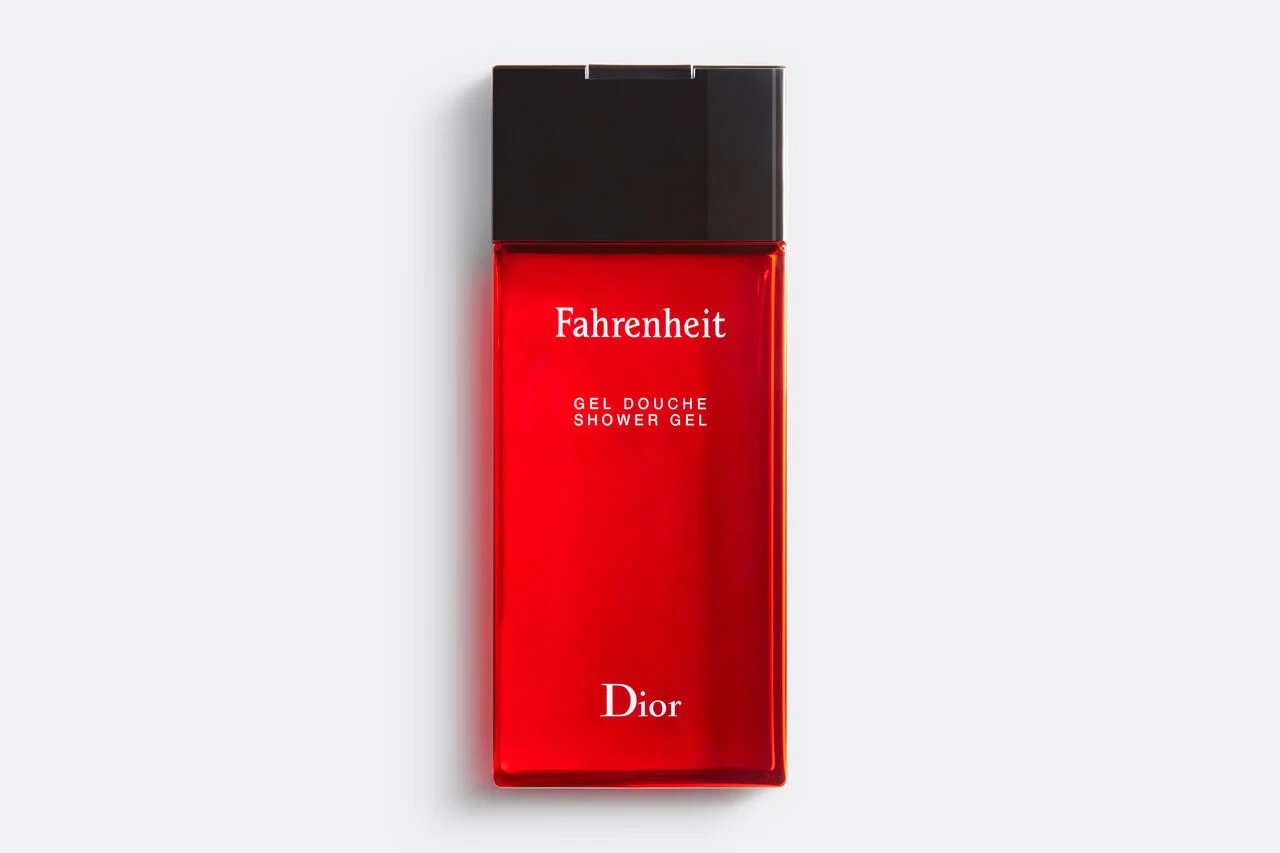 Fahrenheit
GEL DOUCHE
SHOWER GEL
Dior